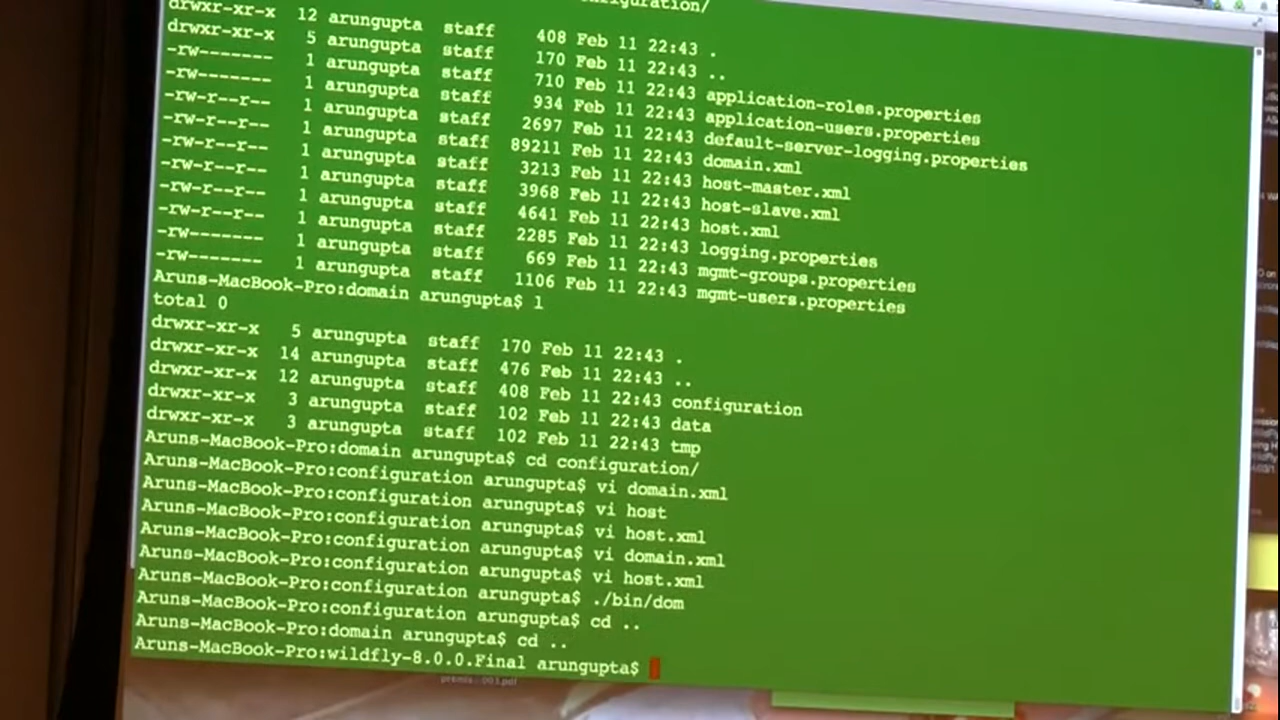 drwxr-xr-x 12 arungupta staff 408 Feb 11 22:43 .
drwxr-xr-x 5 arungupta staff 170 Feb 11 22:43 ..
-rw------- 1 arungupta staff 710 Feb 11 22:43 application-roles.properties
-rw------- 1 arungupta staff 934 Feb 11 22:43 application-users.properties
-rw-r--r-- 1 arungupta staff 2697 Feb 11 22:43 default-server-logging.properties
-rw-r--r-- 1 arungupta staff 89211 Feb 11 22:43 domain.xml
-rw-r--r-- 1 arungupta staff 3213 Feb 11 22:43 host-master.xml
-rw-r--r-- 1 arungupta staff 3968 Feb 11 22:43 host-slave.xml
-rw-r--r-- 1 arungupta staff 4641 Feb 11 22:43 host.xml
-rw-r--r-- 1 arungupta staff 2285 Feb 11 22:43 logging.properties
-rw------- 1 arungupta staff 669 Feb 11 22:43 mgmt-groups.properties
-rw------- 1 arungupta staff 1106 Feb 11 22:43 mgmt-users.properties
Aruns-MacBook-Pro:domain arungupta$ l
total 0
drwxr-xr-x 5 arungupta staff 170 Feb 11 22:43 .
drwxr-xr-x 14 arungupta staff 476 Feb 11 22:43 ..
drwxr-xr-x 12 arungupta staff 408 Feb 11 22:43 configuration
drwxr-xr-x 3 arungupta staff 102 Feb 11 22:43 data
drwxr-xr-x 3 arungupta staff 102 Feb 11 22:43 tmp
Aruns-MacBook-Pro:domain arungupta$ cd configuration/
Aruns-MacBook-Pro:configuration arungupta$ vi domain.xml
Aruns-MacBook-Pro:configuration arungupta$ vi host
Aruns-MacBook-Pro:configuration arungupta$ vi host.xml
Aruns-MacBook-Pro:configuration arungupta$ vi domain.xml
Aruns-MacBook-Pro:configuration arungupta$ vi host.xml
Aruns-MacBook-Pro:configuration arungupta$ ./bin/dom
Aruns-MacBook-Pro:configuration arungupta$ cd ..
Aruns-MacBook-Pro:domain arungupta$ cd ..
Aruns-MacBook-Pro:wildfly-8.0.0.Final arungupta$